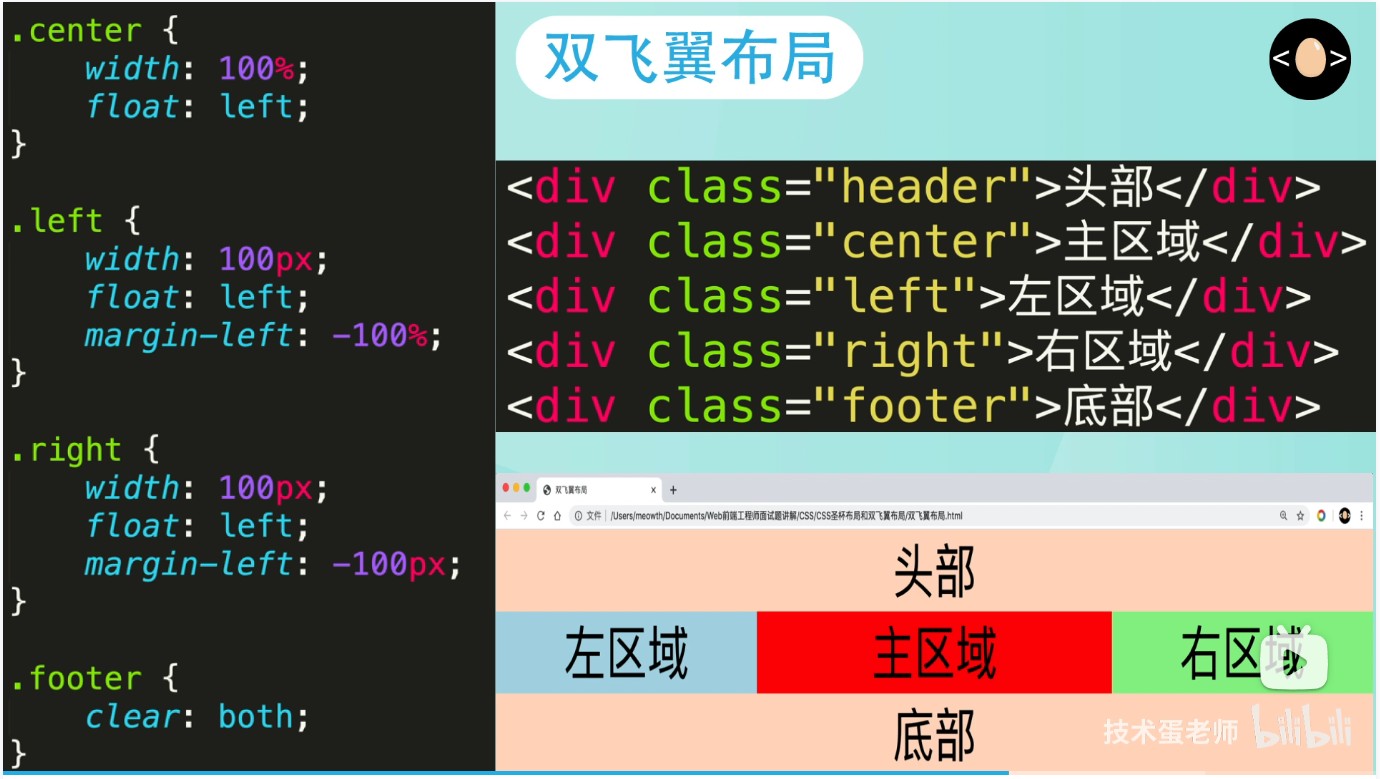 .center {
width: 100%;
float: left;
}
.left {
width: 100px;
float: left;
margin-left: -100%;
}
.right {
width: 100px;
float: left;
margin-left: -100px;
}
.footer {
clear: both;
}
双飞翼布局
< >
<div class="header">头部</div>
<div class="center">主区域</div>
<div class="left">左区域</div>
<div class="right">右区域</div>
<div class="footer">底部</div>
双飞翼布局
文件 | /Users/meowth/Documents/Web前端工程师面试题讲解/CSS/CSS圣杯布局和双飞翼布局/双飞翼布局.html
头部
左区域 主区域 右区域
底部
技术蛋老师 bilibili